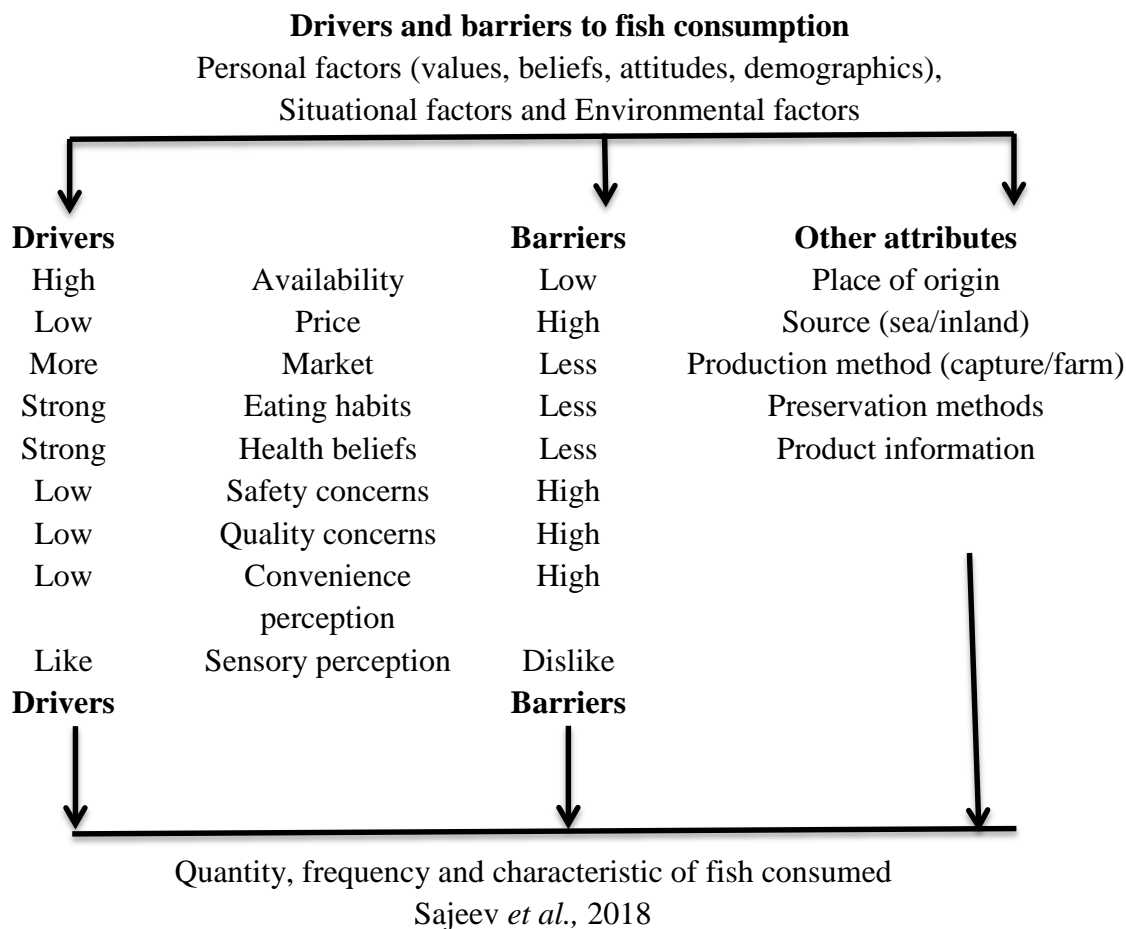 Drivers and barriers to fish consumption
Personal factors (values, beliefs, attitudes, demographics),
Situational factors and Environmental factors
Drivers Barriers Other attributes
High Availability Low Place of origin
Low Price High Source (sea/inland)
More Market Less Production method (capture/farm)
Strong Eating habits Less Preservation methods
Strong Health beliefs Less Product information
Low Safety concerns High
Low Quality concerns High
Low Convenience High
perception
Like Sensory perception Dislike
Drivers Barriers
Quantity, frequency and characteristic of fish consumed
Sajeev et al., 2018